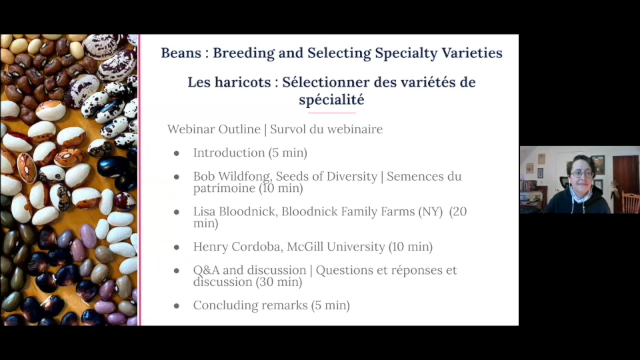 Beans : Breeding and Selecting Specialty Varieties
Les haricots : Sélectionner des variétés de
spécialité
Webinar Outline | Survol du webinaire
● Introduction (5 min)
● Bob Wildfong, Seeds of Diversity | Semences du
patrimoine (10 min)
● Lisa Bloodnick, Bloodnick Family Farms (NY) (20
min)
● Henry Cordoba, McGill University (10 min)
● Q&A and discussion | Questions et réponses et
discussion (30 min)
● Concluding remarks (5 min)